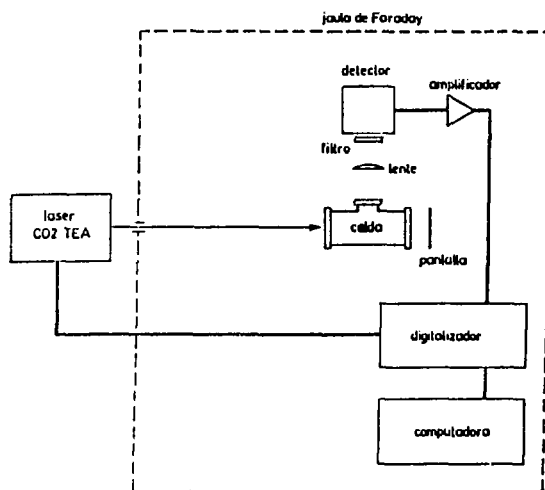 jaula de Faraday
detector
amplificador
filtro
lente
laser
CO2 TEA
celda
pantalla
digitalizador
computadora